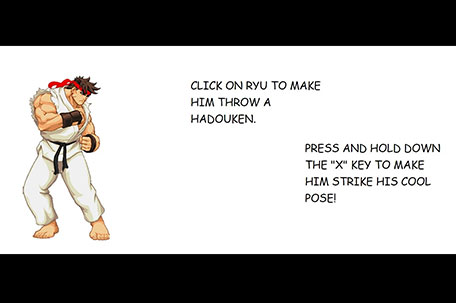 CLICK ON RYU TO MAKE
HIM THROW A
HADOUKEN.
PRESS AND HOLD DOWN
THE "X" KEY TO MAKE
HIM STRIKE HIS COOL
POSE!